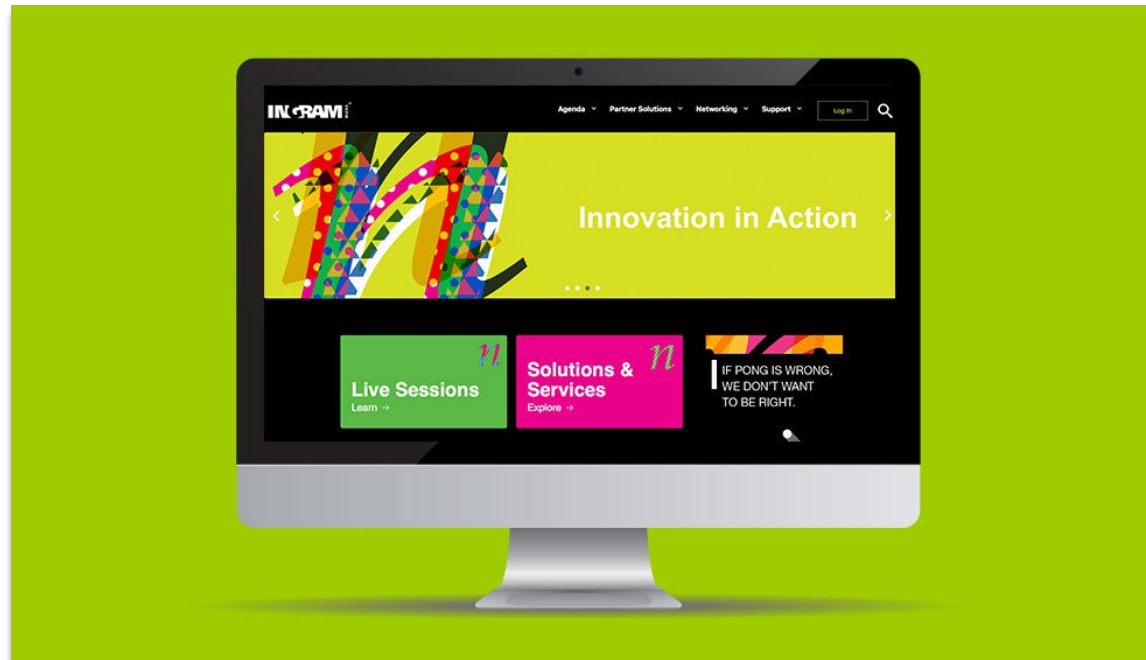 INGRAM
Agenda Partner Solutions Networking Support Log In
Innovation in Action
Live Sessions
Learn →
Solutions &
Services
Explore →
IF PONG IS WRONG,
WE DON'T WANT
TO BE RIGHT.